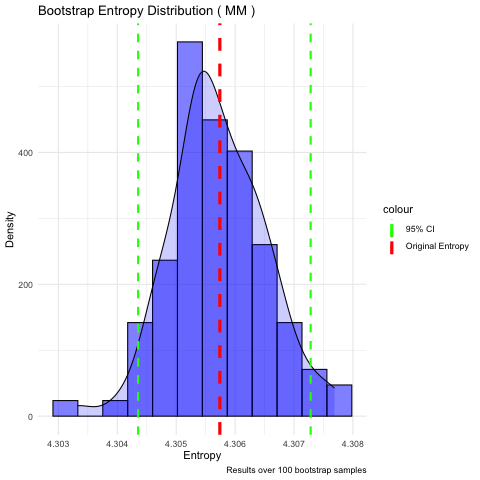 Bootstrap Entropy Distribution ( MM )
Density
400
200
0
4.303 4.304 4.305 4.306 4.307 4.308
Entropy
colour
95% CI
Original Entropy
Results over 100 bootstrap samples